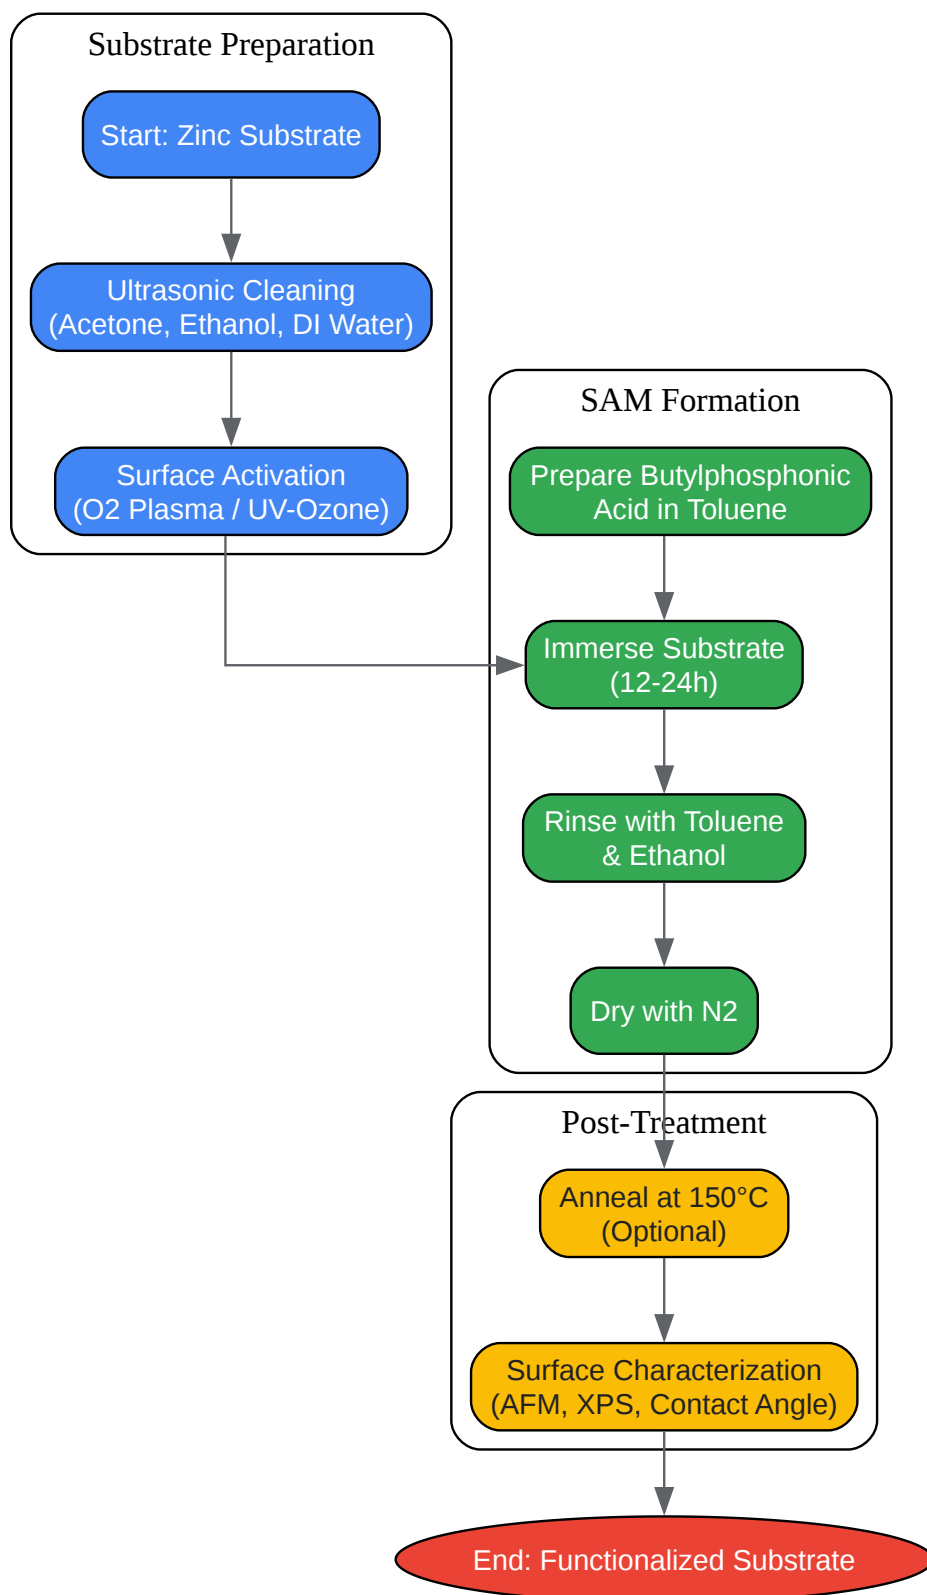 Substrate Preparation
Start: Zinc Substrate
Ultrasonic Cleaning
(Acetone, Ethanol, DI Water)
Surface Activation
(O2 Plasma / UV-Ozone)
SAM Formation
Prepare Butylphosphonic
Acid in Toluene
Immerse Substrate
(12-24h)
Rinse with Toluene
& Ethanol
Dry with N2
Post-Treatment
Anneal at 150°C
(Optional)
Surface Characterization
(AFM, XPS, Contact Angle)
End: Functionalized Substrate